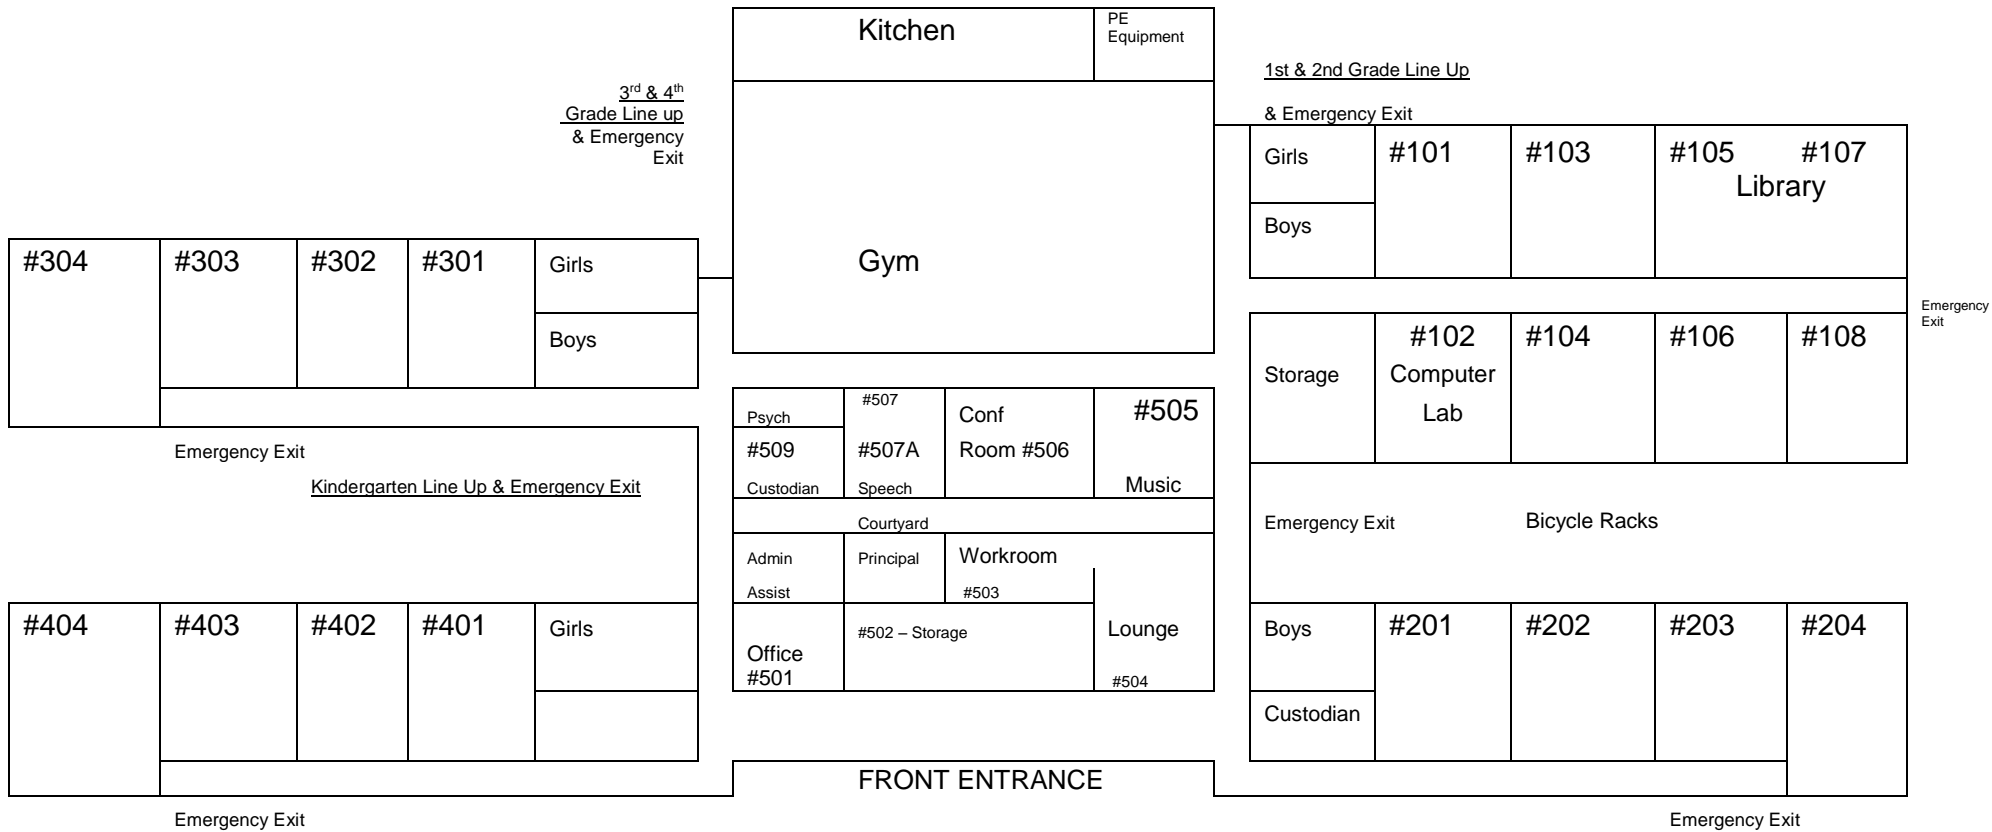 Kitchen
PE
Equipment
1st & 2nd Grade Line Up
& Emergency Exit
3rd & 4th
Grade Line up
& Emergency
Exit
Girls
#101
#103
#105 #107
Library
Boys
#304
#303
#302
#301
Girls
Boys
Gym
Emergency
Exit
Storage
#102
Computer
Lab
#104
#106
#108
Psych
#509
Custodian
#507
#507A
Speech
Conf
Room #506
#505
Music
Emergency Exit
Kindergarten Line Up & Emergency Exit
Courtyard
Emergency Exit
Bicycle Racks
Admin
Assist
Principal
Workroom
#503
#404
#403
#402
#401
Girls
Office
#501
#502 – Storage
Lounge
#504
Boys
Custodian
#201
#202
#203
#204
FRONT ENTRANCE
Emergency Exit
Emergency Exit